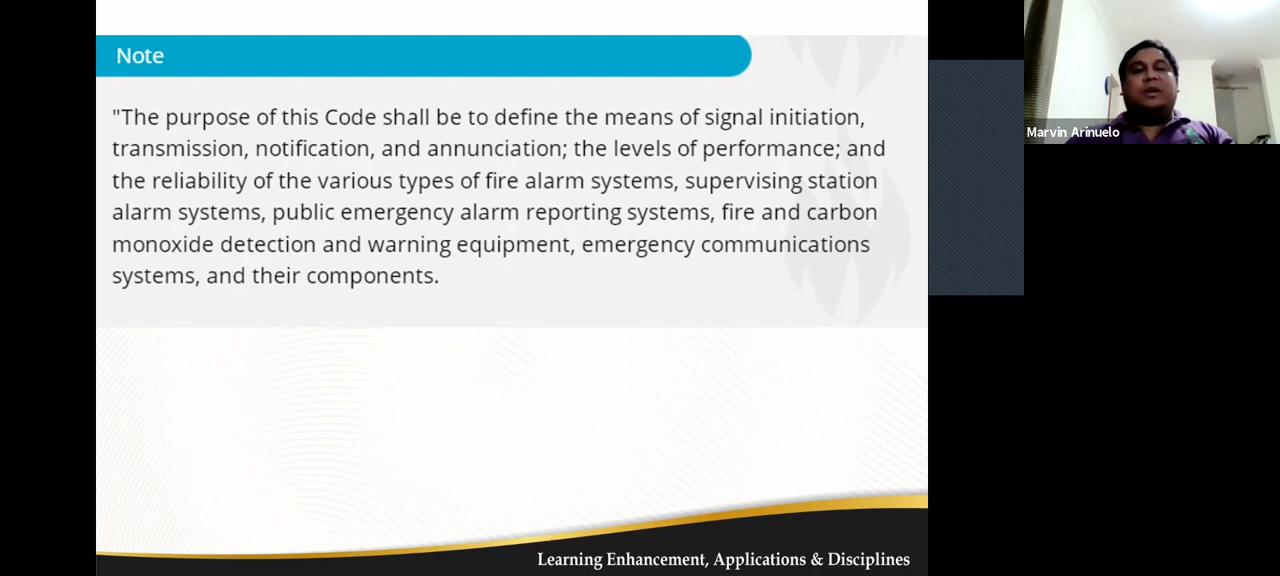 Note
"The purpose of this Code shall be to define the means of signal initiation,
transmission, notification, and annunciation; the levels of performance; and
the reliability of the various types of fire alarm systems, supervising station
alarm systems, public emergency alarm reporting systems, fire and carbon
monoxide detection and warning equipment, emergency communications
systems, and their components.
Marvin Arinuelo
Learning Enhancement, Applications & Disciplines